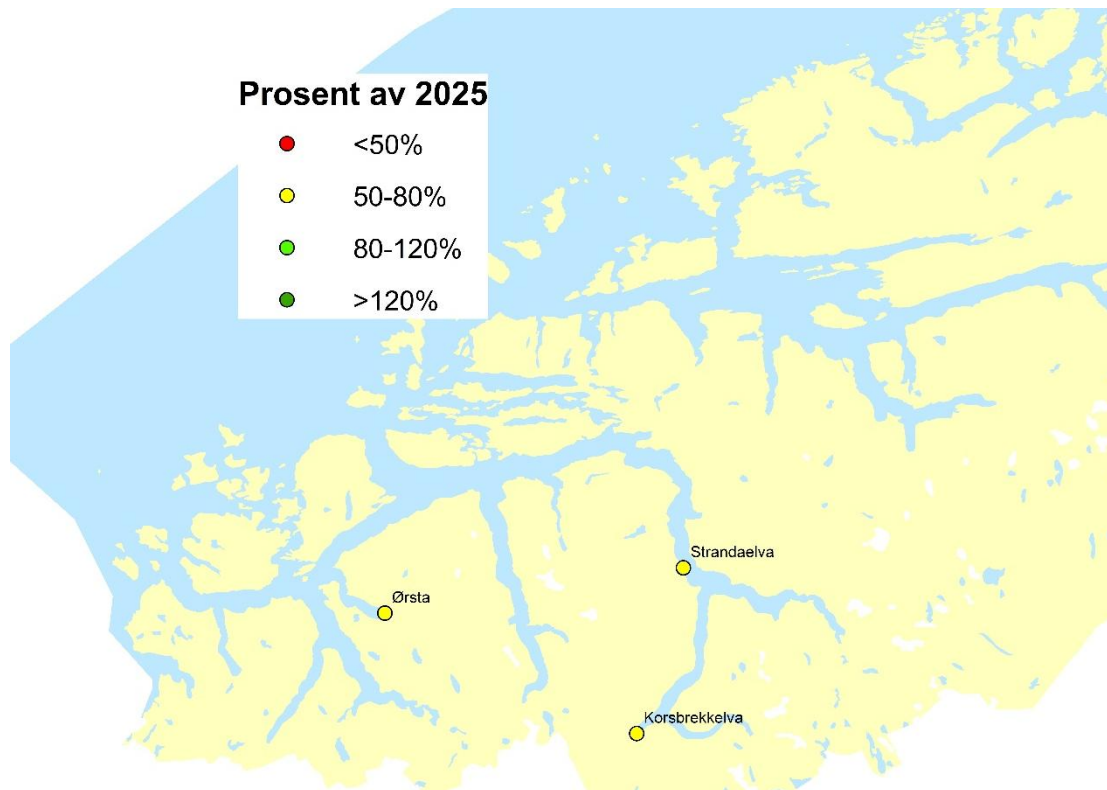 Prosent av 2025
<50%
50-80%
80-120%
>120%
Strandaelva
Ørsta
Korsbrekkelva